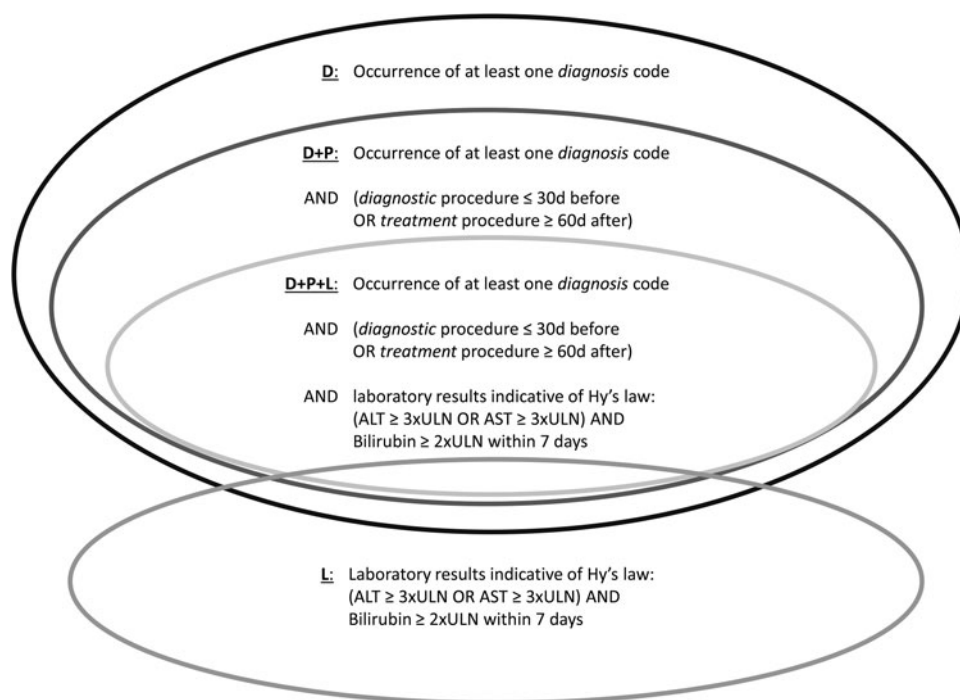 D: Occurrence of at least one diagnosis code
D+P: Occurrence of at least one diagnosis code
AND (diagnostic procedure ≤ 30d before
OR treatment procedure ≥ 60d after)
D+P+L: Occurrence of at least one diagnosis code
AND (diagnostic procedure ≤ 30d before
OR treatment procedure ≥ 60d after)
AND laboratory results indicative of Hy's law:
(ALT ≥ 3xULN OR AST ≥ 3xULN) AND
Bilirubin ≥ 2xULN within 7 days
L: Laboratory results indicative of Hy's law:
(ALT ≥ 3xULN OR AST ≥ 3xULN) AND
Bilirubin ≥ 2xULN within 7 days